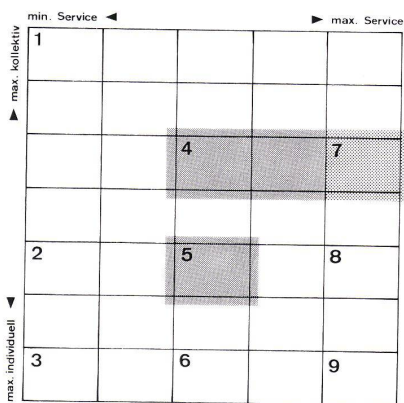 min. Service ◄ ► max. Service
max. kollektiv
1
4 7
2 5 8
max. individuell
3 6 9